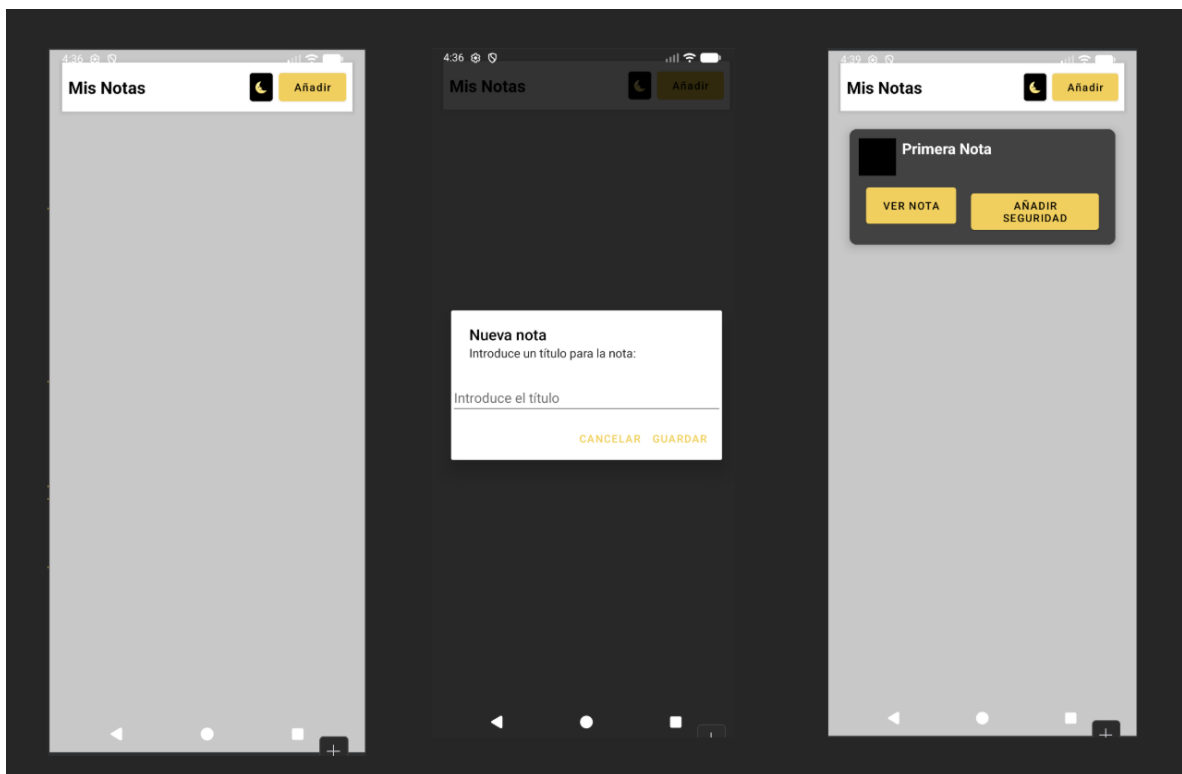 4:36
Mis Notas
Añadir
4:36
Mis Notas
Añadir
Nueva nota
Introduce un título para la nota:
Introduce el título
CANCELAR GUARDAR
4:39
Mis Notas
Añadir
Primera Nota
VER NOTA
AÑADIR
SEGURIDAD